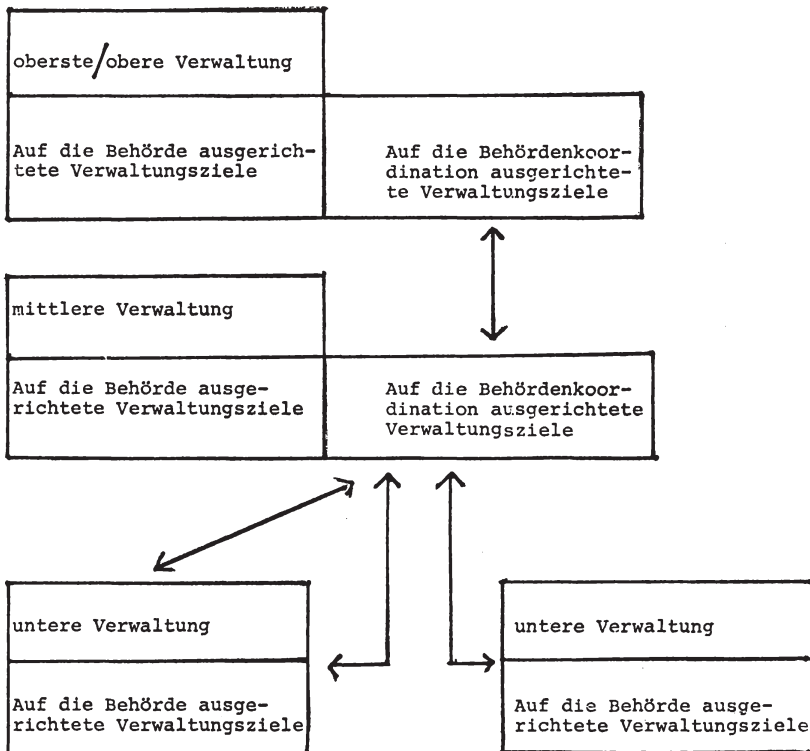 oberste/obere Verwaltung
Auf die Behörde ausgerich-
tete Verwaltungsziele
Auf die Behördenkoor-
dination ausgerichte-
te Verwaltungsziele
mittlere Verwaltung
Auf die Behörde ausge-
richtete Verwaltungsziele
Auf die Behördenkoor-
dination ausgerichtete
Verwaltungsziele
untere Verwaltung
Auf die Behörde ausge-
richtete Verwaltungsziele
untere Verwaltung
Auf die Behörde ausge-
richtete Verwaltungsziele